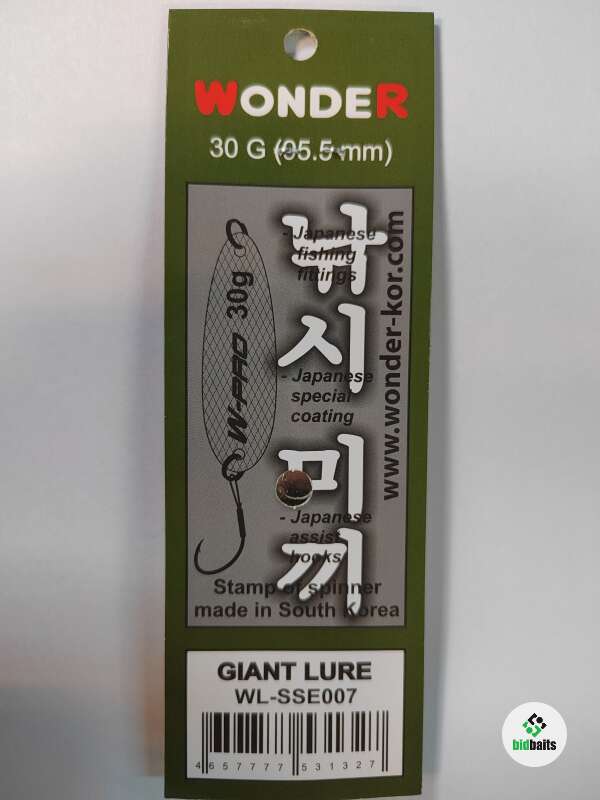 WONDER
30 G (95.5 mm)
낚시 미끼
- Japanese
fishing
fittings
- Japanese
special
coating
- Japanese
assist
hooks
30g
W-PRO
www.wonder-kor.com
Stamp of spinner
made in South Korea
GIANT LURE
WL-SSE007
4 657777 531327
bidbaits